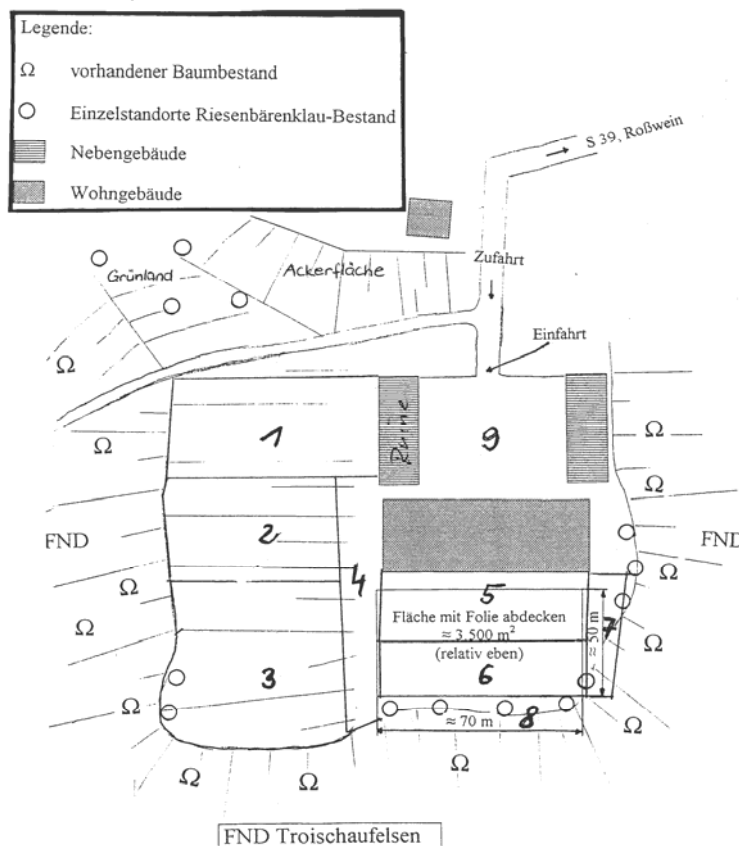 Legende:
Ω vorhandener Baumbestand
Einzelstandorte Riesenbärenklau-Bestand
Nebengebäude
Wohngebäude
S 39, Roßwein
Zufahrt
Grünland
Ackerfläche
Einfahrt
Ω
1
Ruine
9
Ω
Ω
Ω
2
FND
FND
4
Ω
Ω
5
Fläche mit Folie abdecken
≈ 3.500 m²
(relativ eben)
≈ 50 m
7
Ω
Ω
3
6
Ω
Ω
≈ 70 m
8
Ω
Ω
Ω
Ω
FND Troischaufelsen